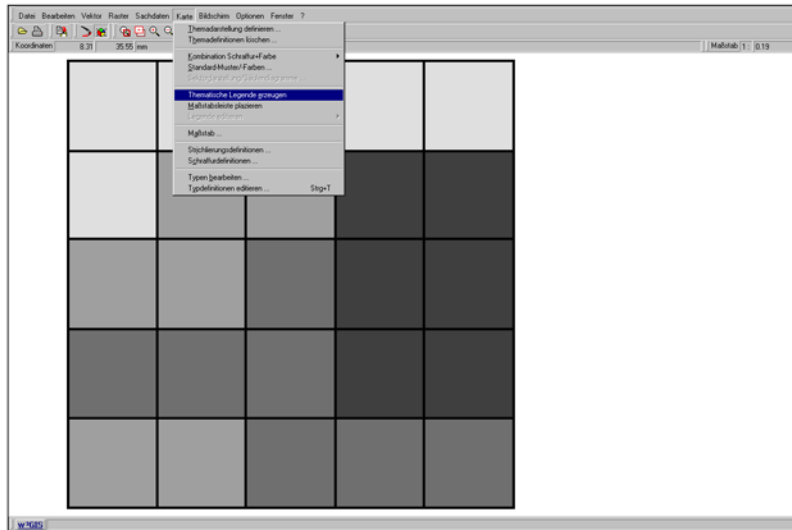 Datei Bearbeiten Vektor Raster Sachdaten Karte Bildschirm Optionen Fenster ?
Koordinaten 8.31 35.55 mm
Maßstab 1 : 0.19
Themadarstellung definieren ...
Themadefinitionen löschen ...
Kombination Schraffur+Farbe
Standard-Muster/-Farben ...
Thematische Legende erzeugen
Maßstabsleiste plazieren
Legende editieren
Maßstab ...
Strichlierungsdefinitionen ...
Schraffurdefinitionen ...
Typen bearbeiten ...
Typdefinitionen editieren ... Strg+T